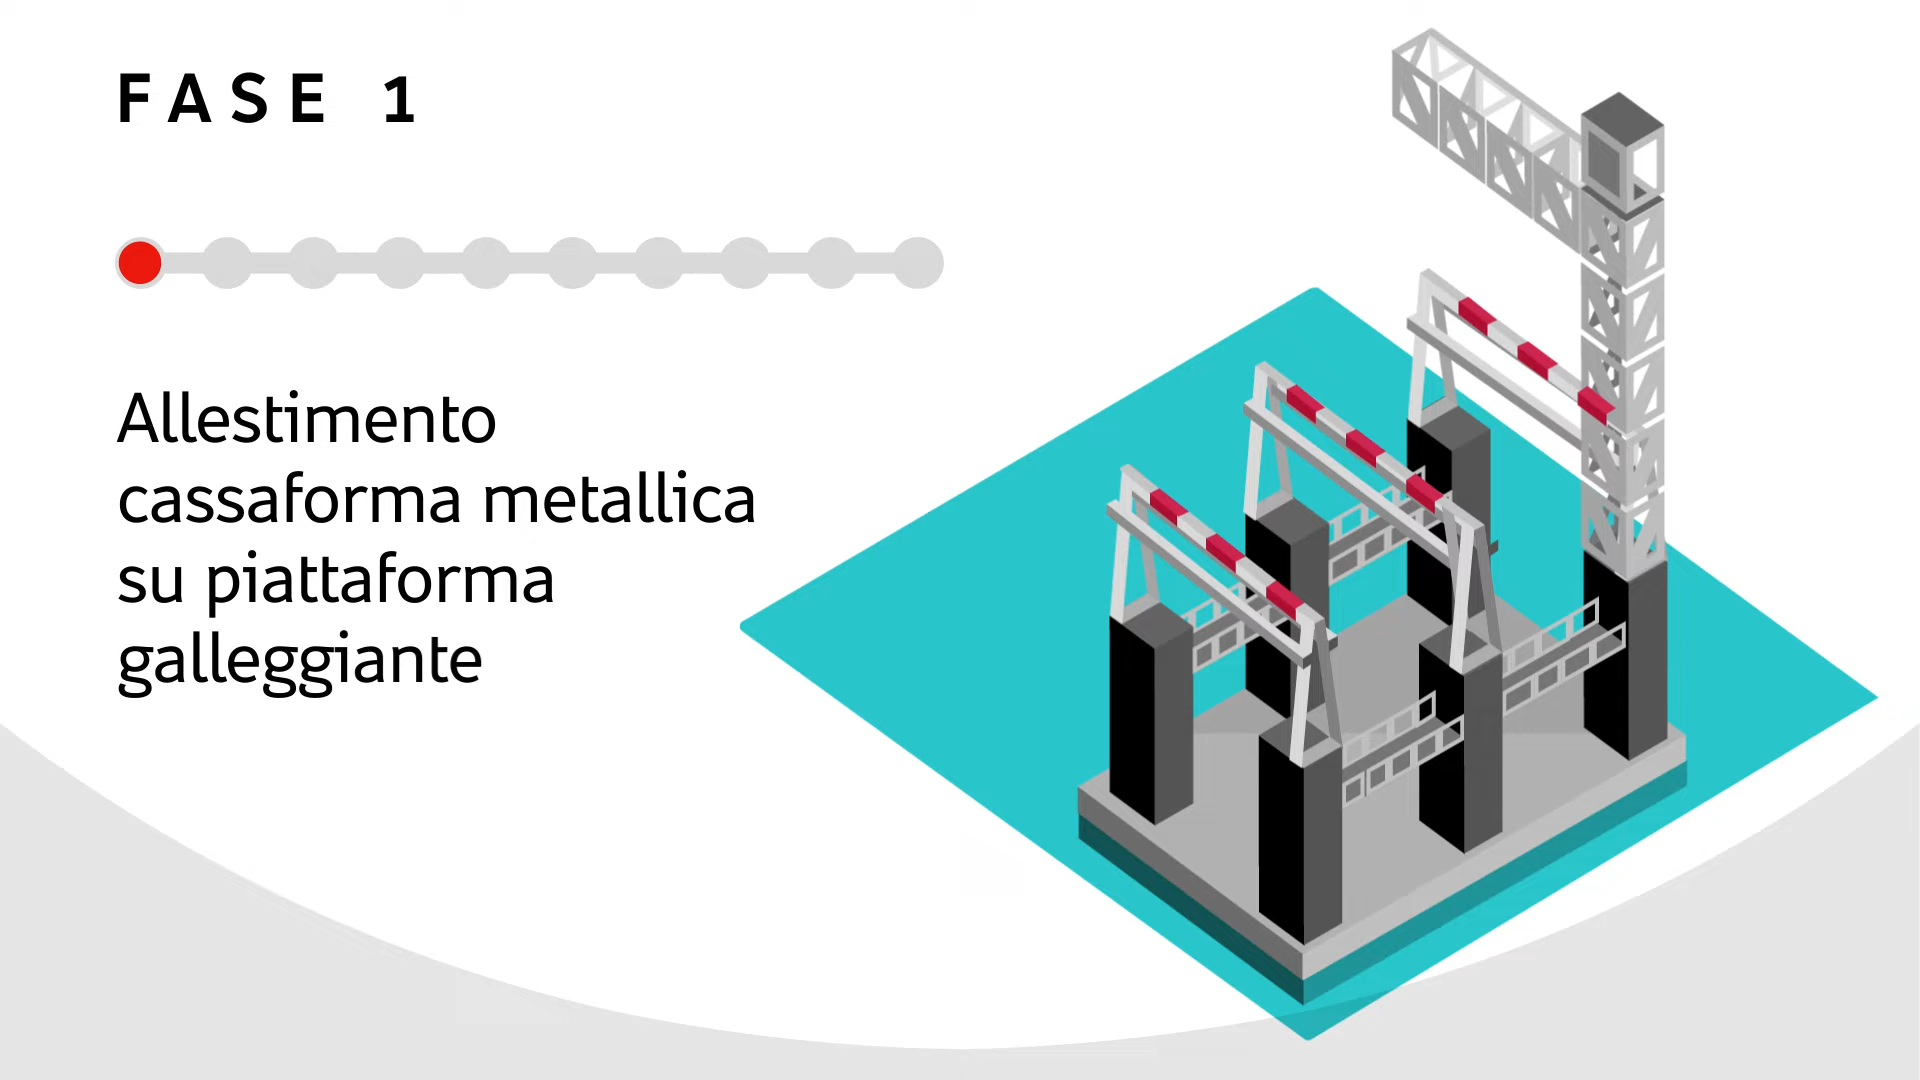 FASE 1
Allestimento
cassaforma metallica
su piattaforma
galleggiante